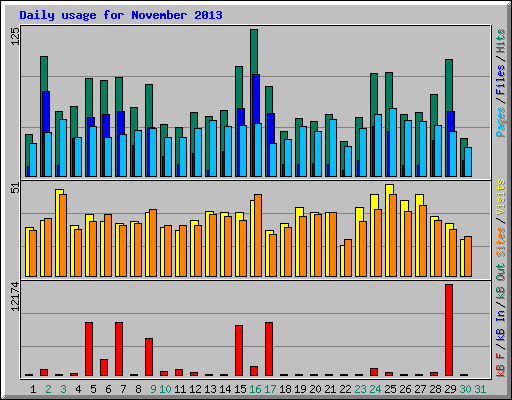 Daily usage for November 2013
125
Pages / Files / Hits
51
Sites / Visits
12174
kB F / kB In / kB Out
1 2 3 4 5 6 7 8 9 10 11 12 13 14 15 16 17 18 19 20 21 22 23 24 25 26 27 28 29 30 31